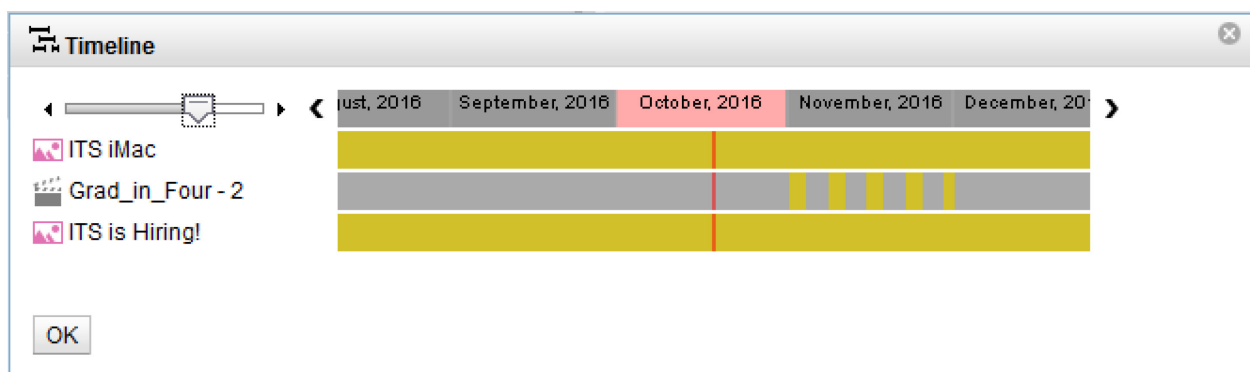 Timeline
ust, 2016 September, 2016 October, 2016 November, 2016 December, 20
ITS iMac
Grad_in_Four - 2
ITS is Hiring!
OK